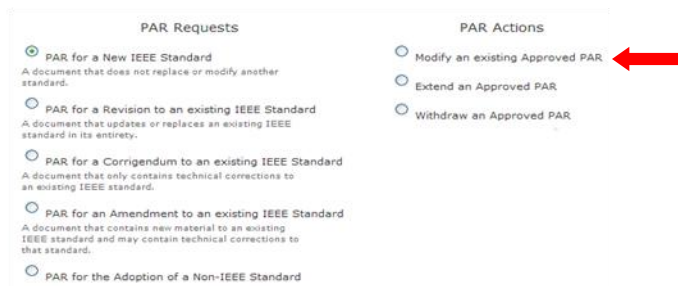 PAR Requests
PAR for a New IEEE Standard
A document that does not replace or modify another
standard.
PAR for a Revision to an existing IEEE Standard
A document that updates or replaces an existing IEEE
standard in its entirety.
PAR for a Corrigendum to an existing IEEE Standard
A document that only contains technical corrections to
an existing IEEE standard.
PAR for an Amendment to an existing IEEE Standard
A document that contains new material to an existing
IEEE standard and may contain technical corrections to
that standard.
PAR for the Adoption of a Non-IEEE Standard
PAR Actions
Modify an existing Approved PAR
Extend an Approved PAR
Withdraw an Approved PAR